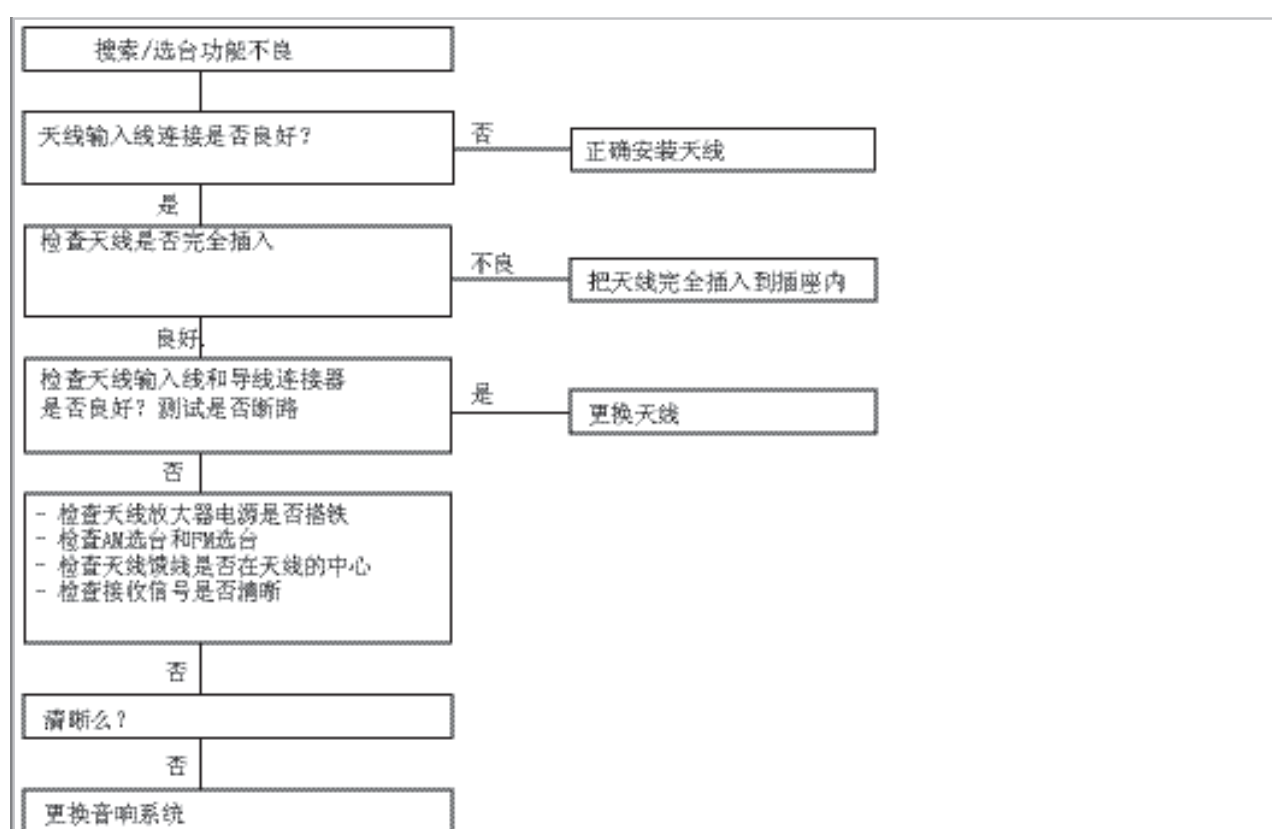 搜索/选台功能不良
天线输入线连接是否良好?
否
正确安装天线
是
检查天线是否完全插入
不良
把天线完全插入到插座内
良好.
检查天线输入线和导线连接器
是否良好? 测试是否断路
是
更换天线
否
- 检查天线放大器电源是否搭铁
- 检查AM选台和FM选台
- 检查天线馈线是否在天线的中心
- 检查接收信号是否清晰
否
清晰么?
否
更换音响系统